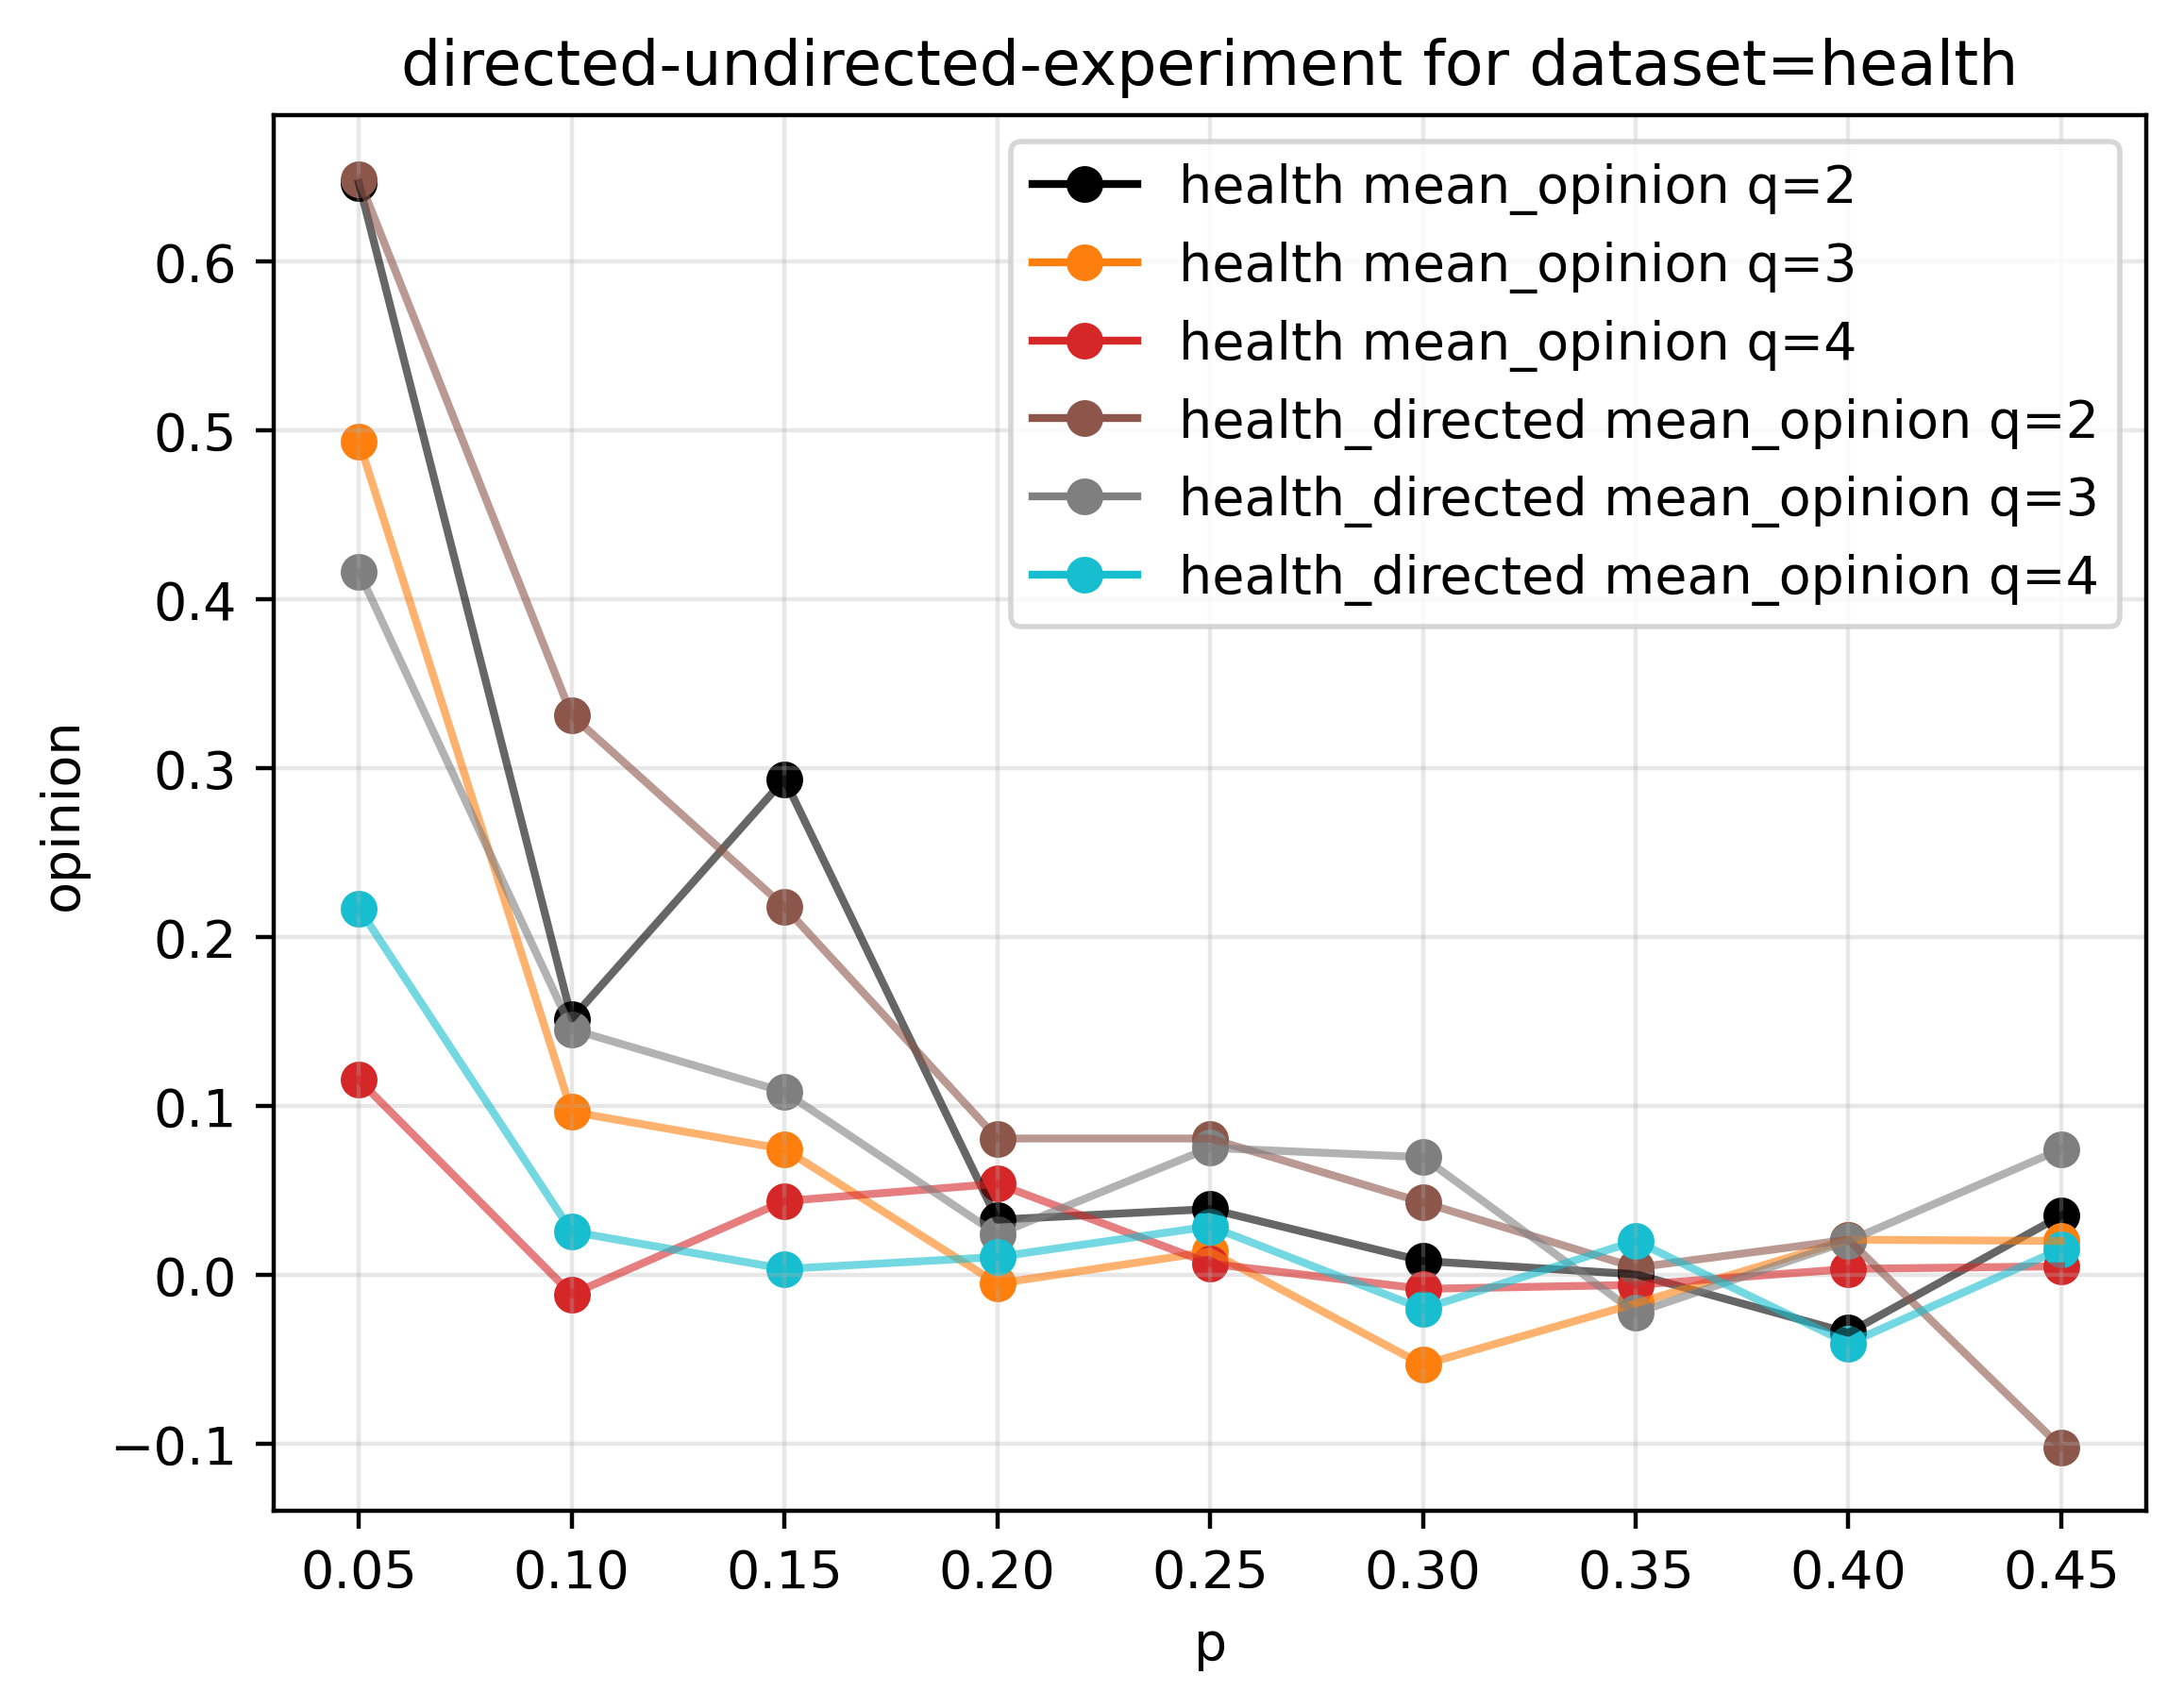 directed-undirected-experiment for dataset=health
health mean_opinion q=2
health mean_opinion q=3
health mean_opinion q=4
health_directed mean_opinion q=2
health_directed mean_opinion q=3
health_directed mean_opinion q=4
opinion
0.6
0.5
0.4
0.3
0.2
0.1
0.0
−0.1
0.05 0.10 0.15 0.20 0.25 0.30 0.35 0.40 0.45
p